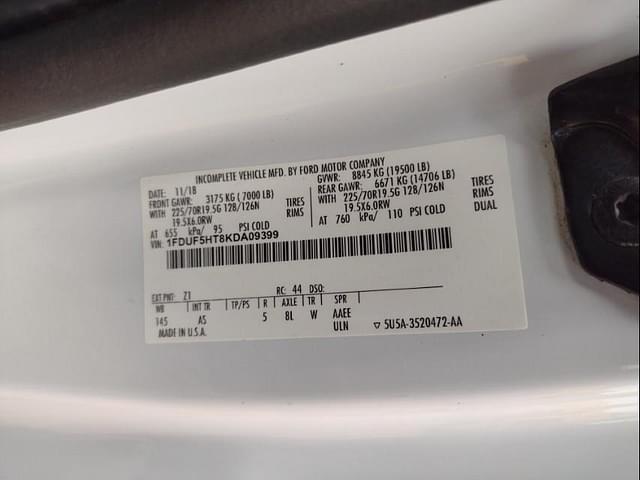 INCOMPLETE VEHICLE MFD. BY FORD MOTOR COMPANY
DATE: 11/18 GVWR: 8845 KG (19500 LB)
FRONT GAWR: 3175 KG (7000 LB) REAR GAWR: 6671 KG (14706 LB)
WITH 225/70R19.5G 128/126N TIRES WITH 225/70R19.5G 128/126N TIRES
19.5X6.0RW RIMS 19.5X6.0RW RIMS
AT 655 kPa/ 95 PSI COLD AT 760 kPa/ 110 PSI COLD DUAL
VIN: 1FDUF5HT8KDA09399
EXT PNT: Z1 RC: 44 DSO:
WB INT TR TP/PS R AXLE TR SPR
145 AS 5 8L W AAEE
ULN
MADE IN U.S.A. ▽ 5U5A-3520472-AA